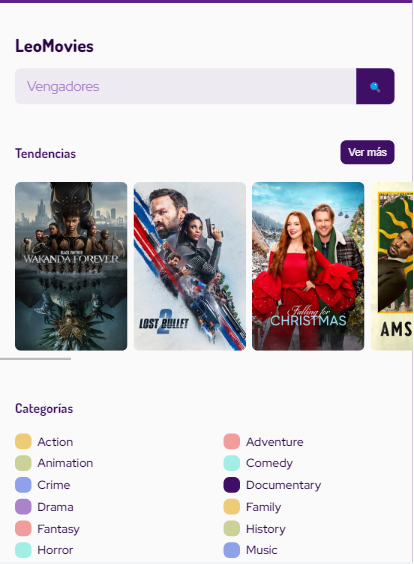 LeoMovies
Vengadores
Tendencias
Ver más
BLACK PANTHER
WAKANDA FOREVER
LOST BULLET
2
Falling for
CHRISTMAS
AMS
Categorías
Action
Adventure
Animation
Comedy
Crime
Documentary
Drama
Family
Fantasy
History
Horror
Music